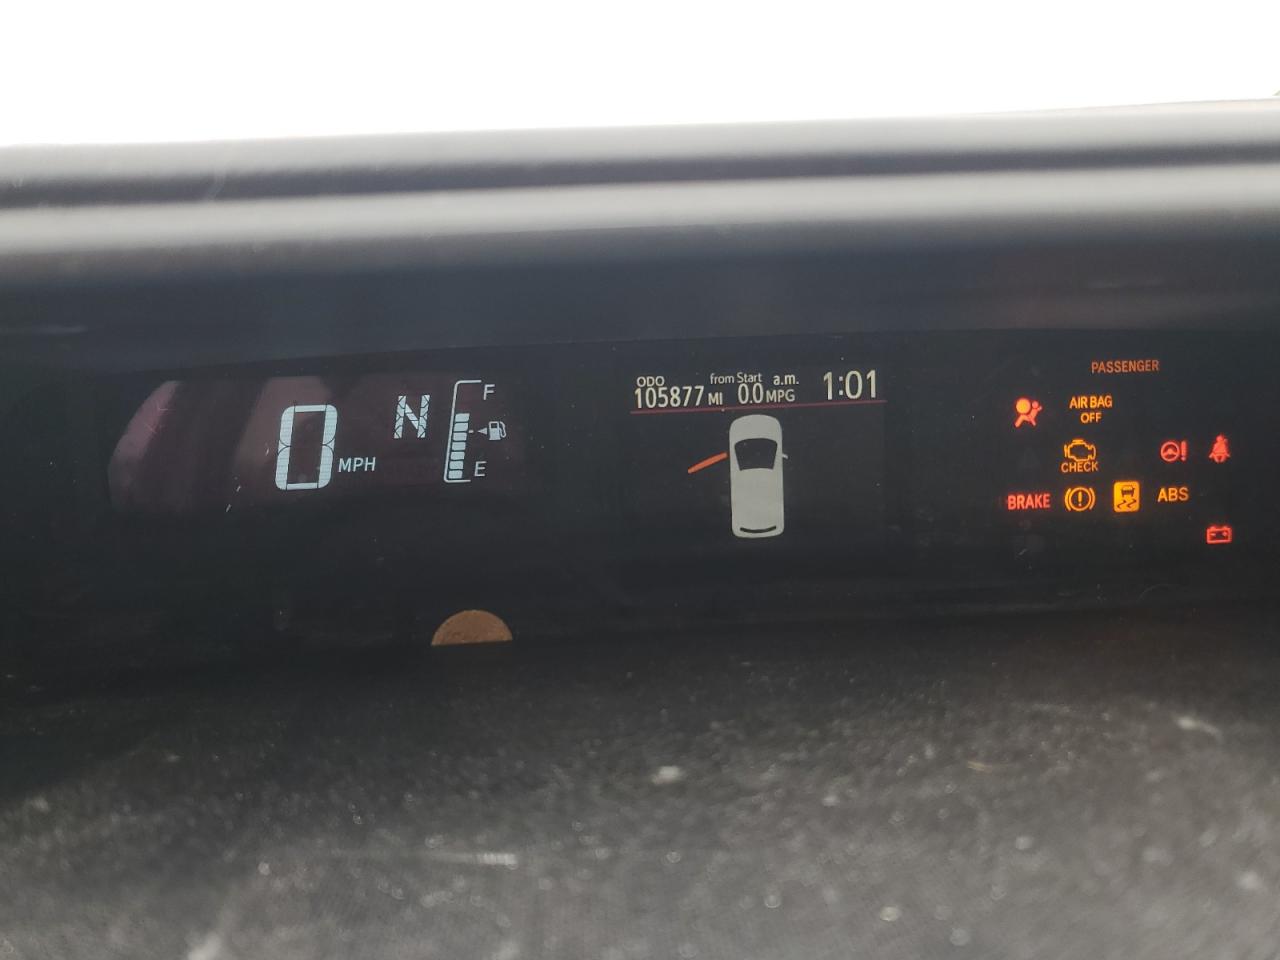 0 MPH
N
F
E
ODO
105877 MI
from Start
0.0 MPG
a.m.
1:01
PASSENGER
AIR BAG
OFF
CHECK
BRAKE
ABS